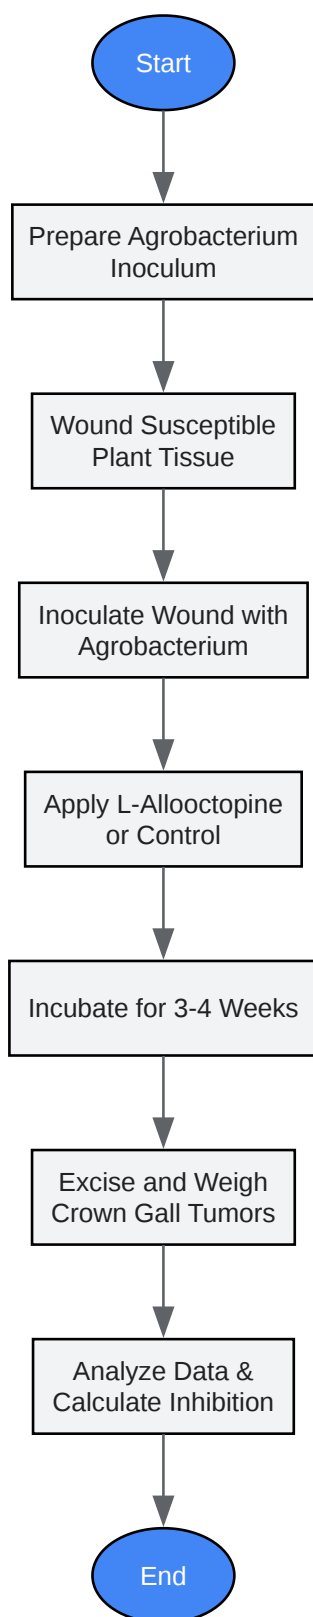 Start
Prepare Agrobacterium
Inoculum
Wound Susceptible
Plant Tissue
Inoculate Wound with
Agrobacterium
Apply L-Allooctopine
or Control
Incubate for 3-4 Weeks
Excise and Weigh
Crown Gall Tumors
Analyze Data &
Calculate Inhibition
End